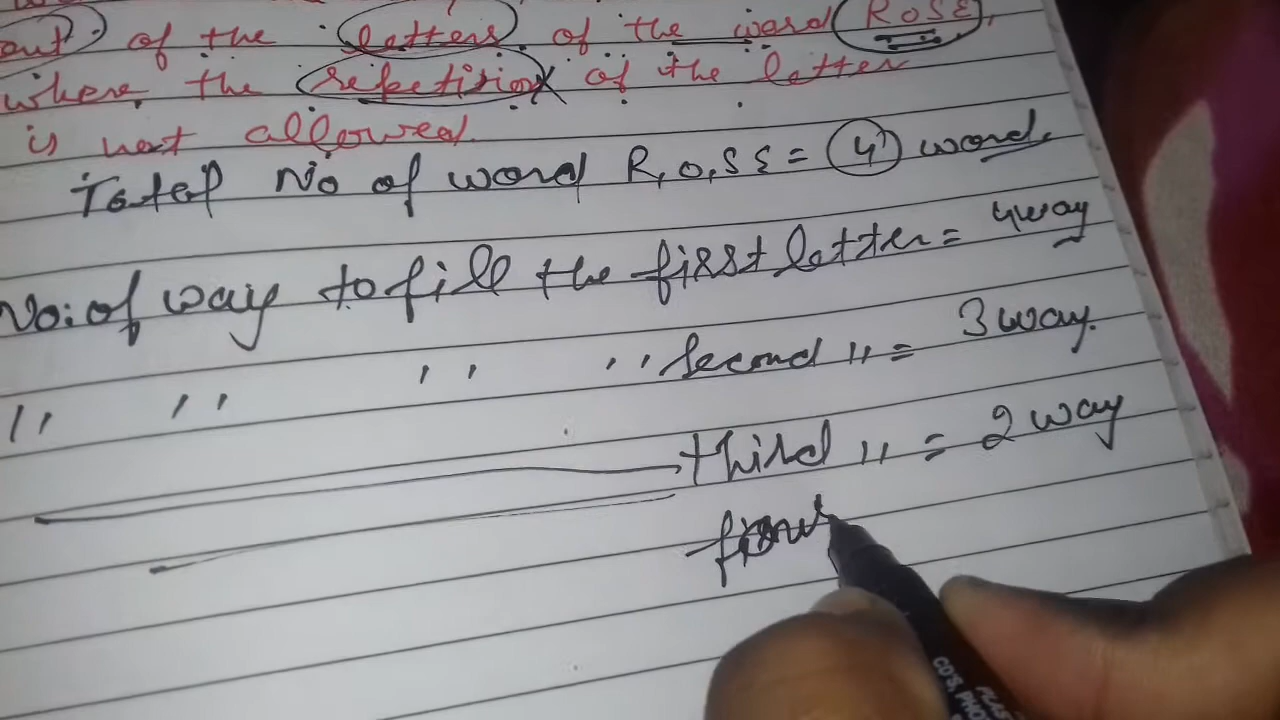 out) of the letters of the word ROSE,
where the repetition of the letter
is not allowed.
Total No of word R, O, S E = 4 word.
No: of way to fill the first letter = 4 way
" " " " second " = 3 way.
third " = 2 way
four